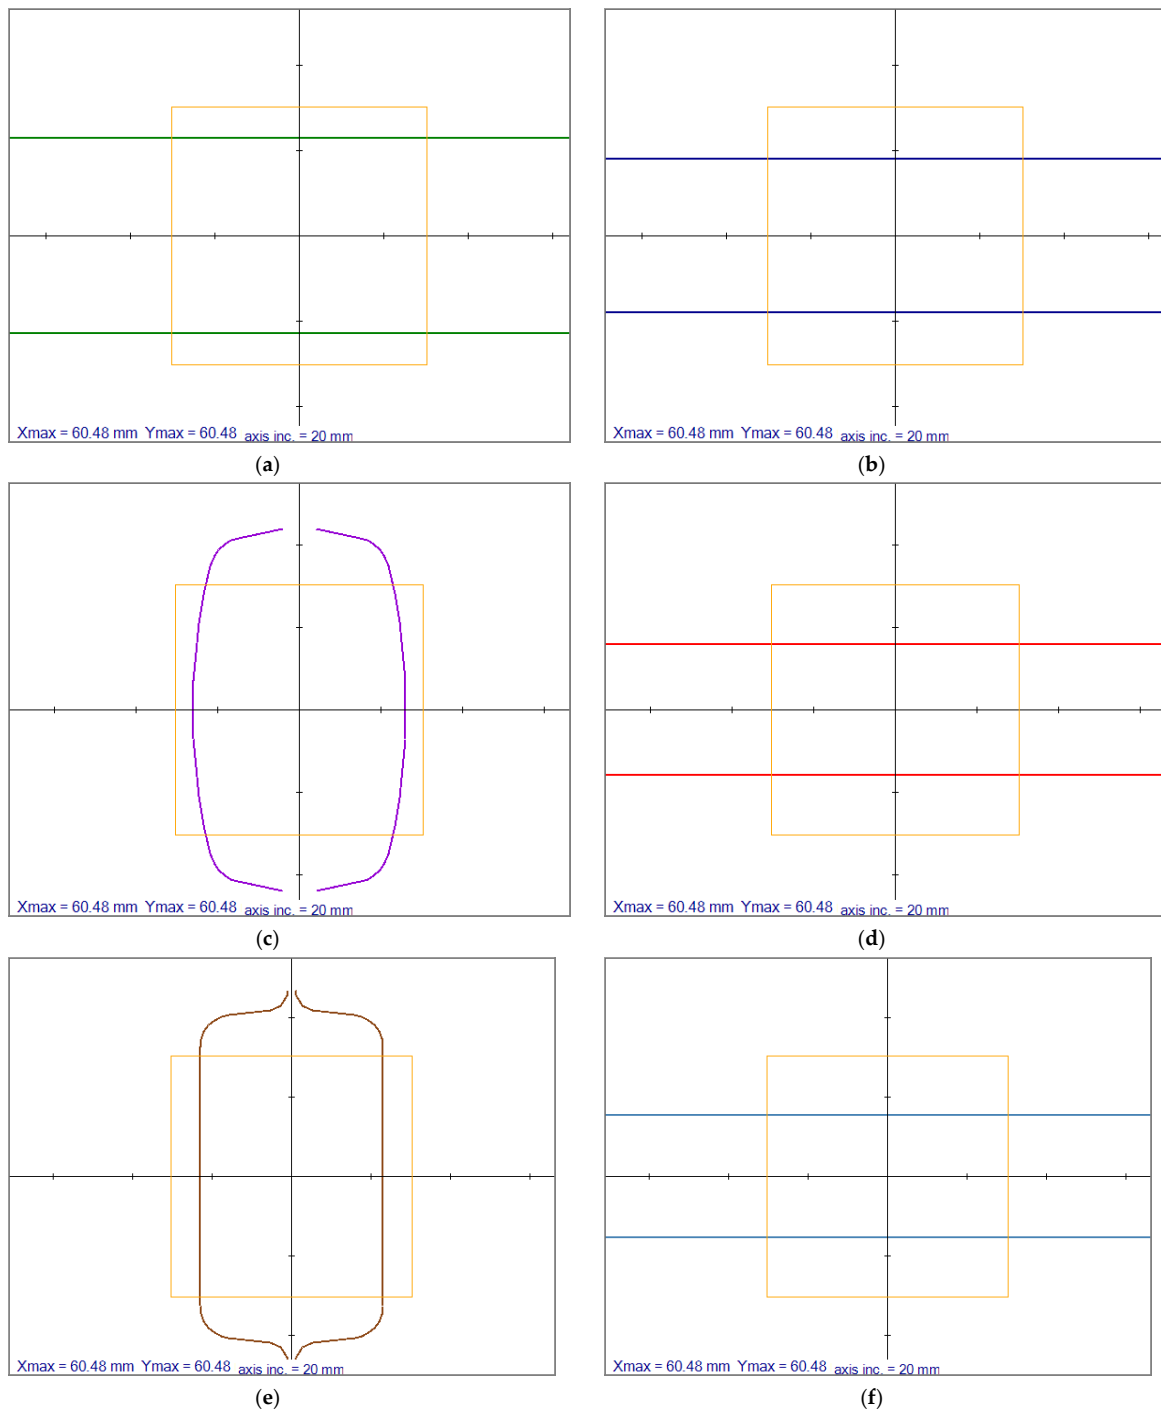 Xmax = 60.48 mm Ymax = 60.48 axis inc. = 20 mm
Xmax = 60.48 mm Ymax = 60.48 axis inc. = 20 mm
(a)
(b)
Xmax = 60.48 mm Ymax = 60.48 axis inc. = 20 mm
Xmax = 60.48 mm Ymax = 60.48 axis inc. = 20 mm
(c)
(d)
Xmax = 60.48 mm Ymax = 60.48 axis inc. = 20 mm
Xmax = 60.48 mm Ymax = 60.48 axis inc. = 20 mm
(e)
(f)